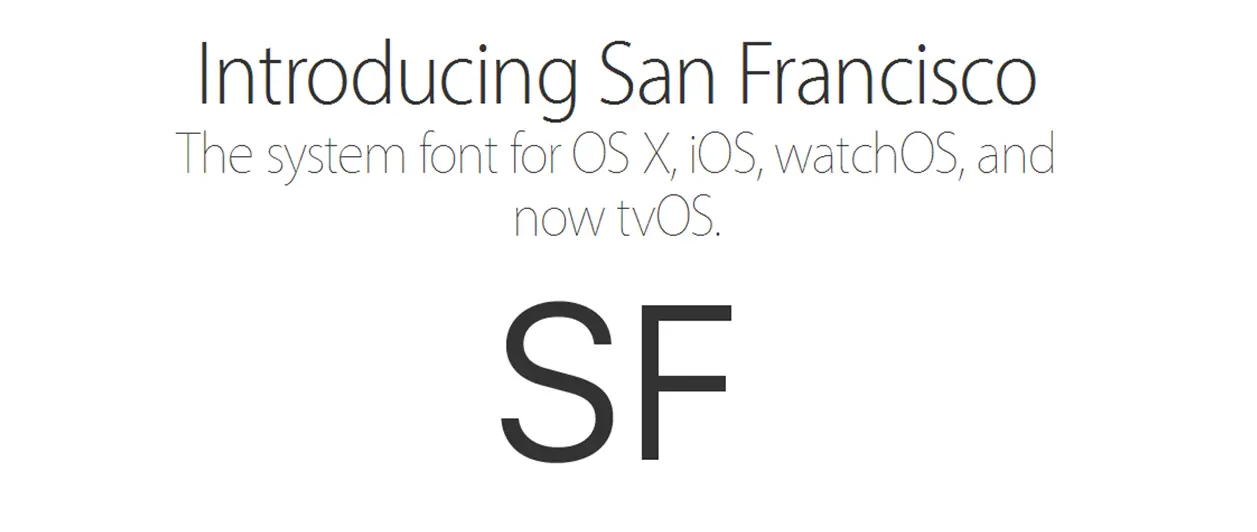 Introducing San Francisco
The system font for OS X, iOS, watchOS, and
now tvOS.
SF